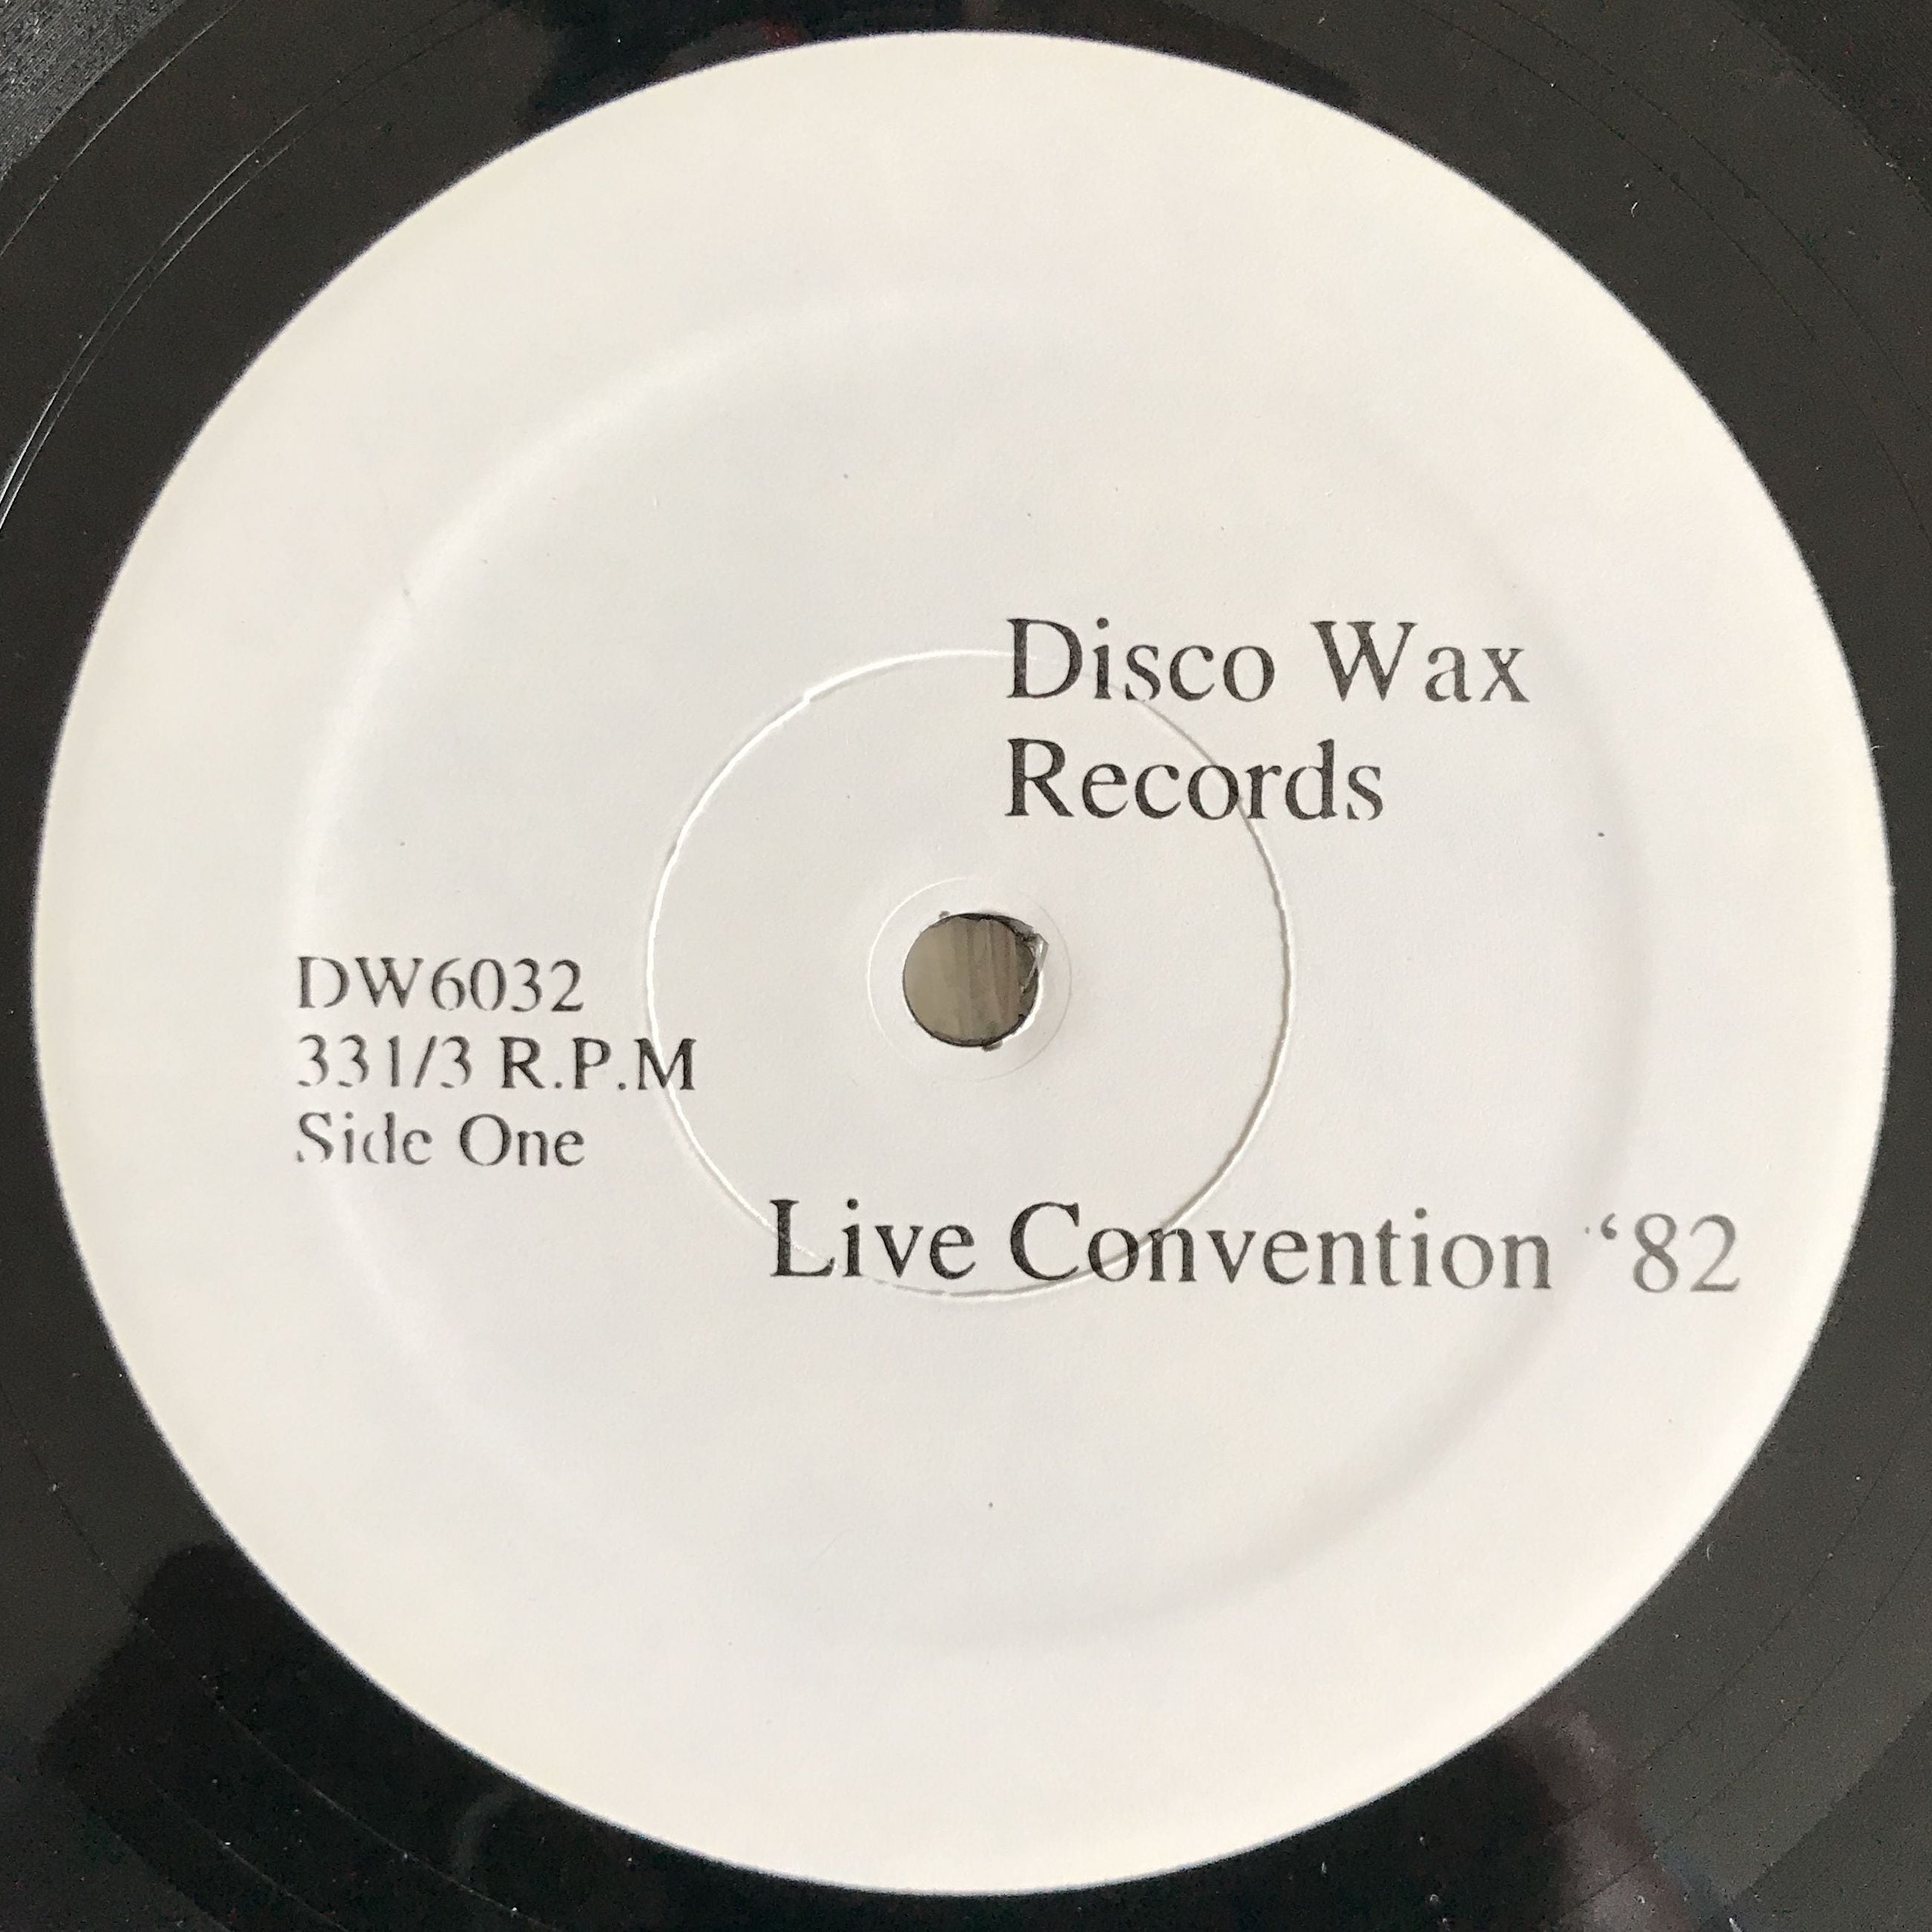 Disco Wax
Records
DW6032
331/3 R.P.M
Side One
Live Convention ‘82